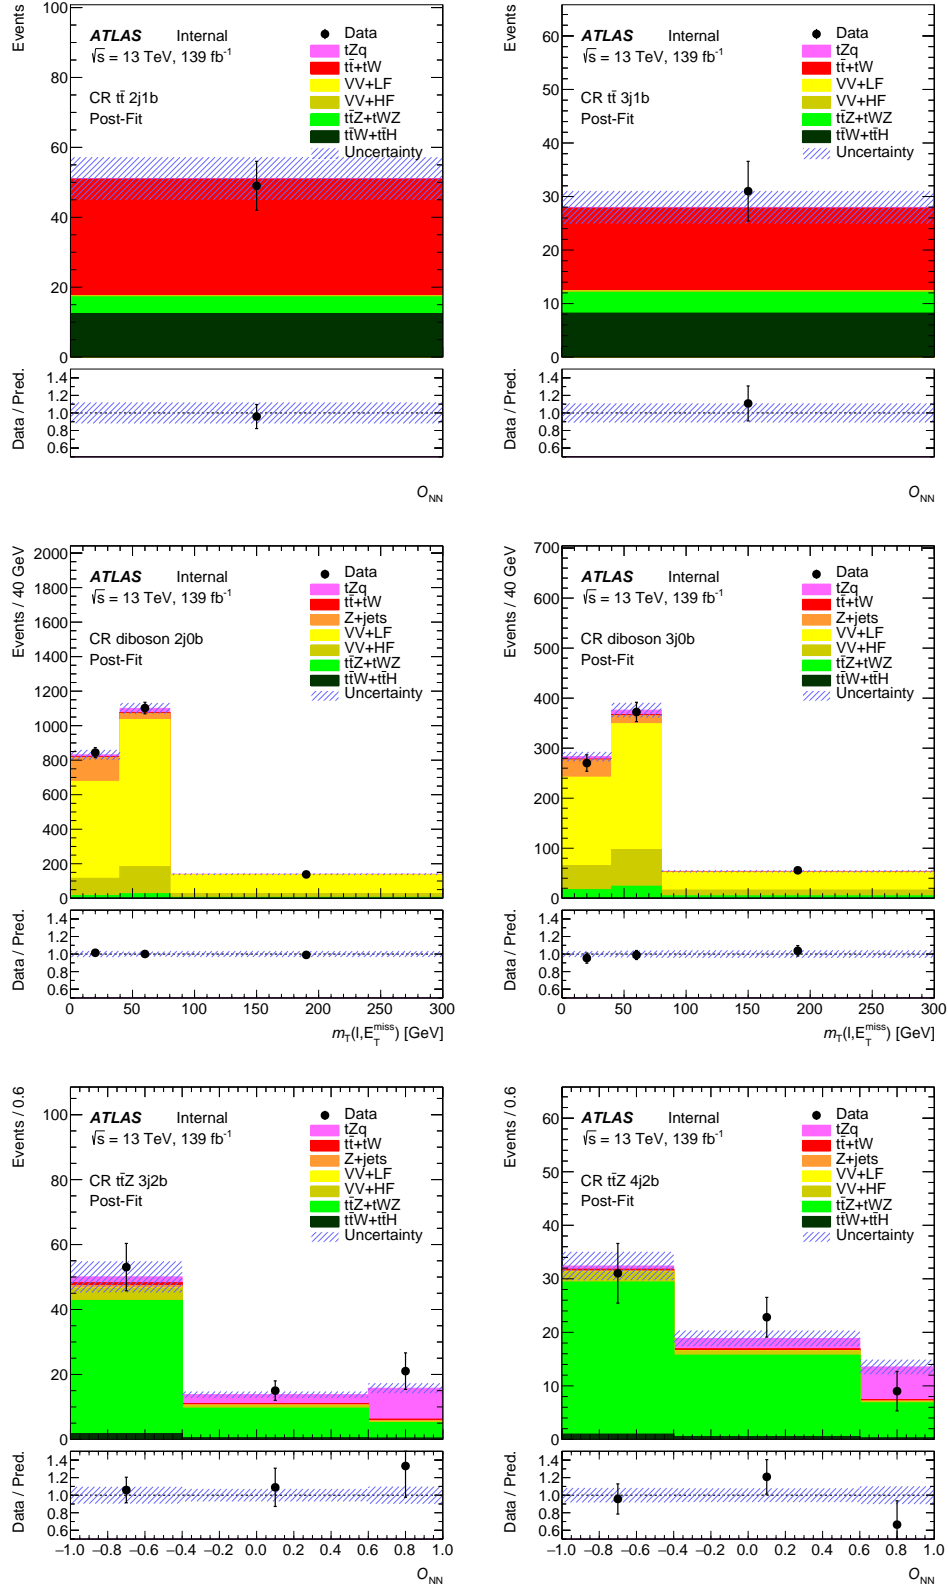 Events
100
80
60
40
20
0
ATLAS Internal
√s = 13 TeV, 139 fb⁻¹
CR tt̄ 2j1b
Post-Fit
Data
tZq
tt̄+tW
VV+LF
VV+HF
tt̄Z+tWZ
tt̄W+tt̄H
Uncertainty
Data / Pred.
1.4
1.2
1.0
0.8
0.6
O_NN
Events
60
50
40
30
20
10
0
ATLAS Internal
√s = 13 TeV, 139 fb⁻¹
CR tt̄ 3j1b
Post-Fit
Data
tZq
tt̄+tW
VV+LF
VV+HF
tt̄Z+tWZ
tt̄W+tt̄H
Uncertainty
Data / Pred.
1.4
1.2
1.0
0.8
0.6
O_NN
Events / 40 GeV
2000
1800
1600
1400
1200
1000
800
600
400
200
0
ATLAS Internal
√s = 13 TeV, 139 fb⁻¹
CR diboson 2j0b
Post-Fit
Data
tZq
tt̄+tW
Z+jets
VV+LF
VV+HF
tt̄Z+tWZ
tt̄W+tt̄H
Uncertainty
Data / Pred.
1.4
1.2
1.0
0.8
0.6
0 50 100 150 200 250 300
m_T(l,E_T^miss) [GeV]
Events / 40 GeV
700
600
500
400
300
200
100
0
ATLAS Internal
√s = 13 TeV, 139 fb⁻¹
CR diboson 3j0b
Post-Fit
Data
tZq
tt̄+tW
Z+jets
VV+LF
VV+HF
tt̄Z+tWZ
tt̄W+tt̄H
Uncertainty
Data / Pred.
1.4
1.2
1.0
0.8
0.6
0 50 100 150 200 250 300
m_T(l,E_T^miss) [GeV]
Events / 0.6
100
80
60
40
20
0
ATLAS Internal
√s = 13 TeV, 139 fb⁻¹
CR tt̄Z 3j2b
Post-Fit
Data
tZq
tt̄+tW
Z+jets
VV+LF
VV+HF
tt̄Z+tWZ
tt̄W+tt̄H
Uncertainty
Data / Pred.
1.4
1.2
1.0
0.8
0.6
−1.0 −0.8 −0.6 −0.4 −0.2 0.0 0.2 0.4 0.6 0.8 1.0
O_NN
Events / 0.6
60
50
40
30
20
10
0
ATLAS Internal
√s = 13 TeV, 139 fb⁻¹
CR tt̄Z 4j2b
Post-Fit
Data
tZq
tt̄+tW
Z+jets
VV+LF
VV+HF
tt̄Z+tWZ
tt̄W+tt̄H
Uncertainty
Data / Pred.
1.4
1.2
1.0
0.8
0.6
−1.0 −0.8 −0.6 −0.4 −0.2 0.0 0.2 0.4 0.6 0.8 1.0
O_NN